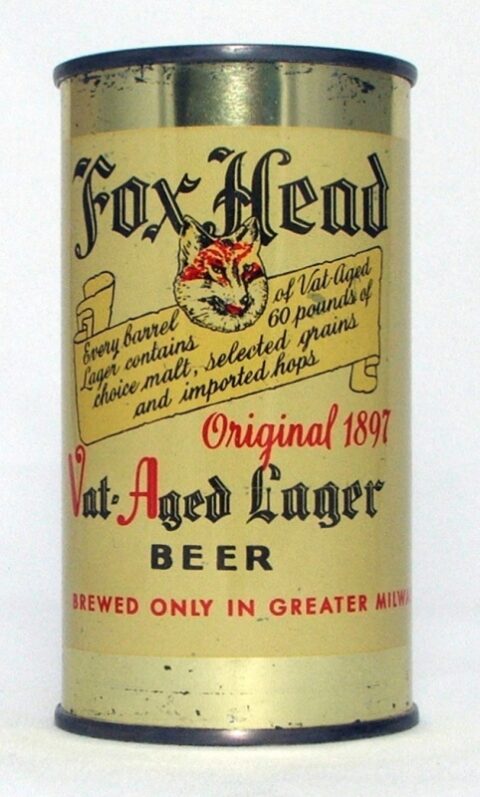 Fox Head
Every barrel of Vat-Aged
Lager contains 60 pounds of
choice malt, selected grains
and imported hops
Original 1897
Vat-Aged Lager
BEER
BREWED ONLY IN GREATER